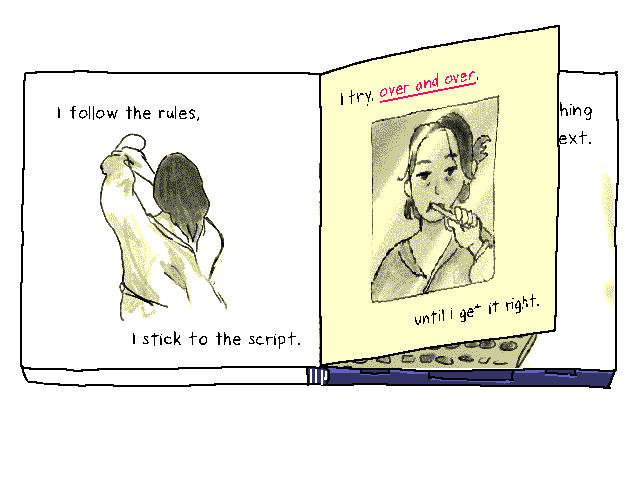 I follow the rules,
I stick to the script.
I try, over and over,
until I get it right.
hing
ext.